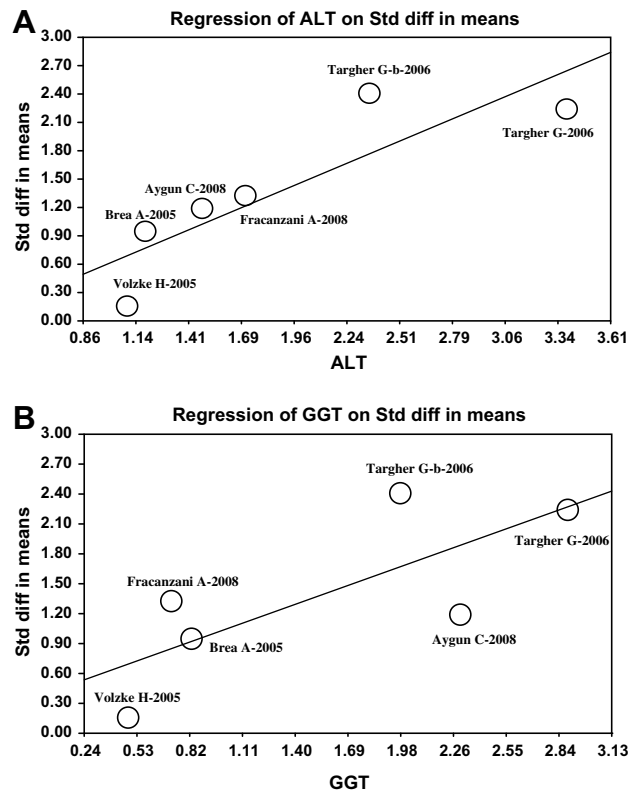 A
Regression of ALT on Std diff in means
Std diff in means
3.00
2.70
2.40
2.10
1.80
1.50
1.20
0.90
0.60
0.30
0.00
Targher G-b-2006
Targher G-2006
Aygun C-2008
Brea A-2005
Fracanzani A-2008
Volzke H-2005
0.86 1.14 1.41 1.69 1.96 2.24 2.51 2.79 3.06 3.34 3.61
ALT
B
Regression of GGT on Std diff in means
Std diff in means
3.00
2.70
2.40
2.10
1.80
1.50
1.20
0.90
0.60
0.30
0.00
Targher G-b-2006
Targher G-2006
Fracanzani A-2008
Aygun C-2008
Brea A-2005
Volzke H-2005
0.24 0.53 0.82 1.11 1.40 1.69 1.98 2.26 2.55 2.84 3.13
GGT